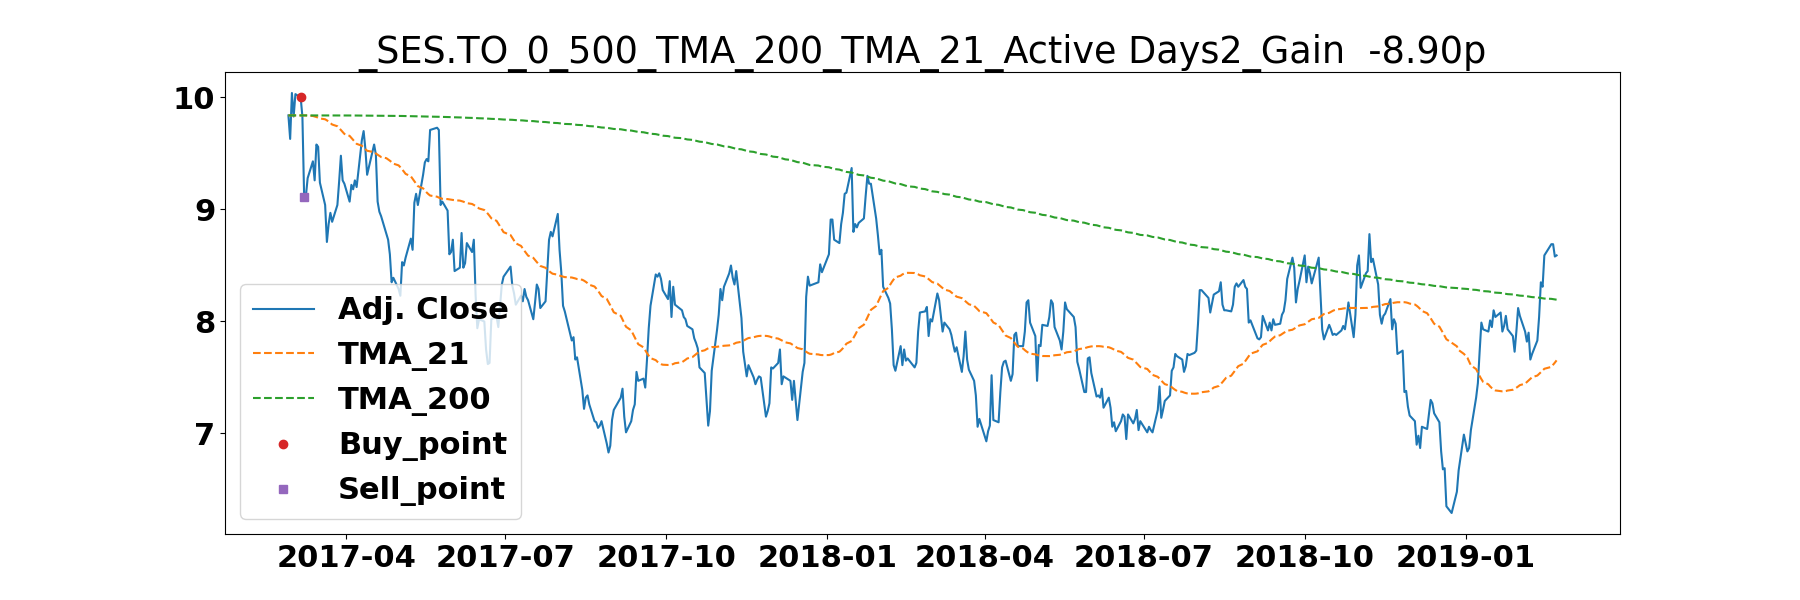 _SES.TO_0_500_TMA_200_TMA_21_Active Days2_Gain  -8.90p
10
9
8
7
Adj. Close
TMA_21
TMA_200
Buy_point
Sell_point
2017-04 2017-07 2017-10 2018-01 2018-04 2018-07 2018-10 2019-01